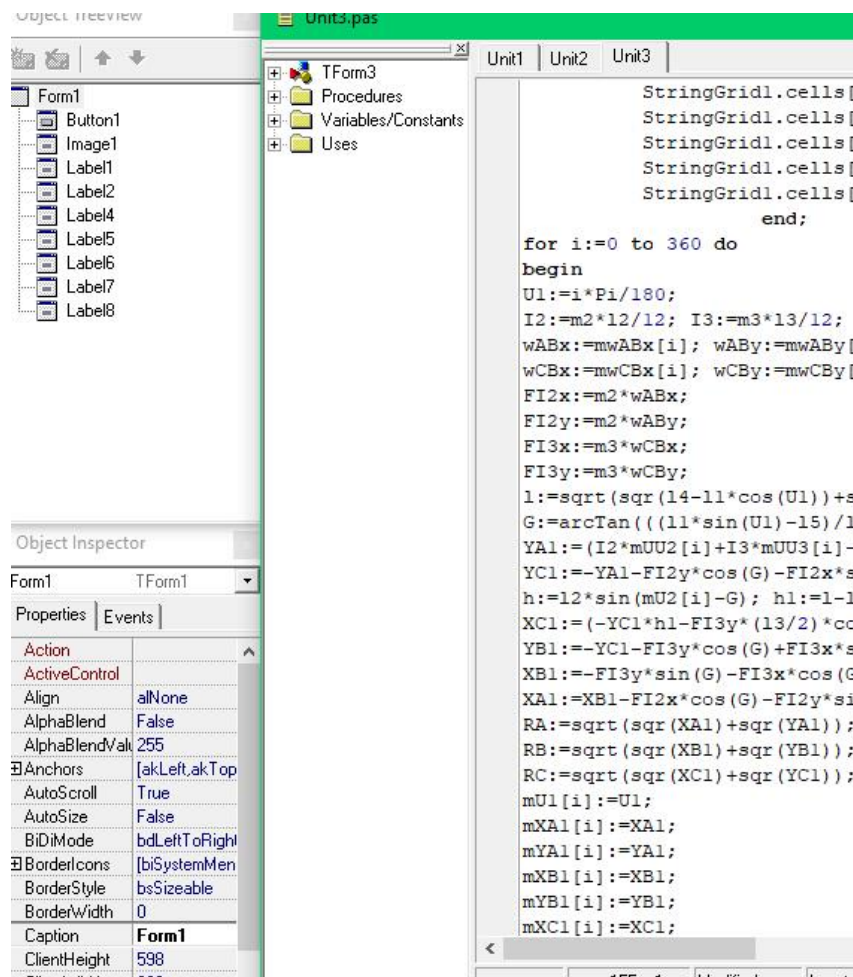 Object TreeView
Form1
Button1
Image1
Label1
Label2
Label4
Label5
Label6
Label7
Label8
Object Inspector
Form1 TForm1
Properties Events
Action
ActiveControl
Align alNone
AlphaBlend False
AlphaBlendValu 255
Anchors [akLeft,akTop
AutoScroll True
AutoSize False
BiDiMode bdLeftToRight
BorderIcons [biSystemMen
BorderStyle bsSizeable
BorderWidth 0
Caption Form1
ClientHeight 598
Unit3.pas
TForm3
Procedures
Variables/Constants
Uses
Unit1 Unit2 Unit3
StringGrid1.cells[
StringGrid1.cells[
StringGrid1.cells[
StringGrid1.cells[
StringGrid1.cells[
end;
for i:=0 to 360 do
begin
U1:=i*Pi/180;
I2:=m2*l2/12; I3:=m3*l3/12;
wABx:=mwABx[i]; wABy:=mwABy[
wCBx:=mwCBx[i]; wCBy:=mwCBy[
FI2x:=m2*wABx;
FI2y:=m2*wABy;
FI3x:=m3*wCBx;
FI3y:=m3*wCBy;
l:=sqrt(sqr(l4-l1*cos(U1))+s
G:=arcTan(((l1*sin(U1)-l5)/l
YA1:=(I2*mUU2[i]+I3*mUU3[i]-
YC1:=-YA1-FI2y*cos(G)-FI2x*s
h:=l2*sin(mU2[i]-G); h1:=l-l
XC1:=(-YC1*h1-FI3y*(l3/2)*co
YB1:=-YC1-FI3y*cos(G)+FI3x*s
XB1:=-FI3y*sin(G)-FI3x*cos(G
XA1:=XB1-FI2x*cos(G)-FI2y*si
RA:=sqrt(sqr(XA1)+sqr(YA1));
RB:=sqrt(sqr(XB1)+sqr(YB1));
RC:=sqrt(sqr(XC1)+sqr(YC1));
mU1[i]:=U1;
mXA1[i]:=XA1;
mYA1[i]:=YA1;
mXB1[i]:=XB1;
mYB1[i]:=YB1;
mXC1[i]:=XC1;